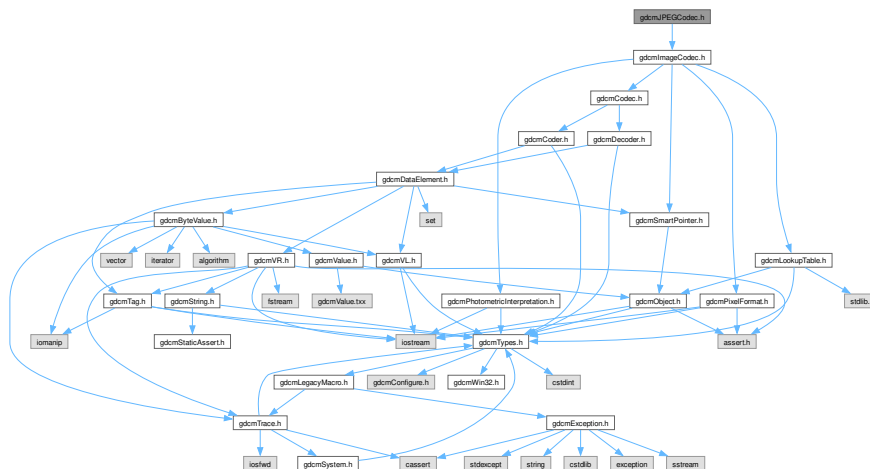 gdcmJPEGCodec.h
gdcmImageCodec.h
gdcmCodec.h
gdcmCoder.h
gdcmDecoder.h
gdcmDataElement.h
gdcmByteValue.h
set
gdcmSmartPointer.h
vector
iterator
algorithm
gdcmVR.h
gdcmValue.h
gdcmVL.h
gdcmLookupTable.h
gdcmTag.h
gdcmString.h
fstream
gdcmValue.txx
gdcmPhotometricInterpretation.h
gdcmObject.h
gdcmPixelFormat.h
stdlib.
iomanip
gdcmStaticAssert.h
iostream
gdcmTypes.h
assert.h
gdcmLegacyMacro.h
gdcmConfigure.h
gdcmWin32.h
cstdint
gdcmTrace.h
gdcmException.h
iosfwd
gdcmSystem.h
cassert
stdexcept
string
cstdlib
exception
sstream